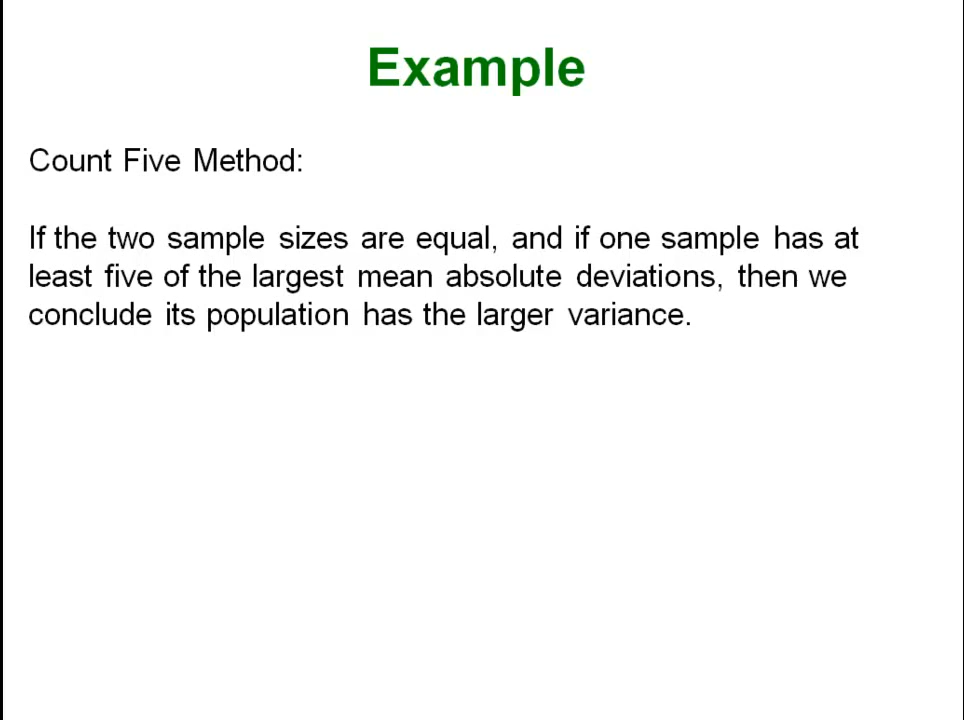 Example
Count Five Method:
If the two sample sizes are equal, and if one sample has at
least five of the largest mean absolute deviations, then we
conclude its population has the larger variance.